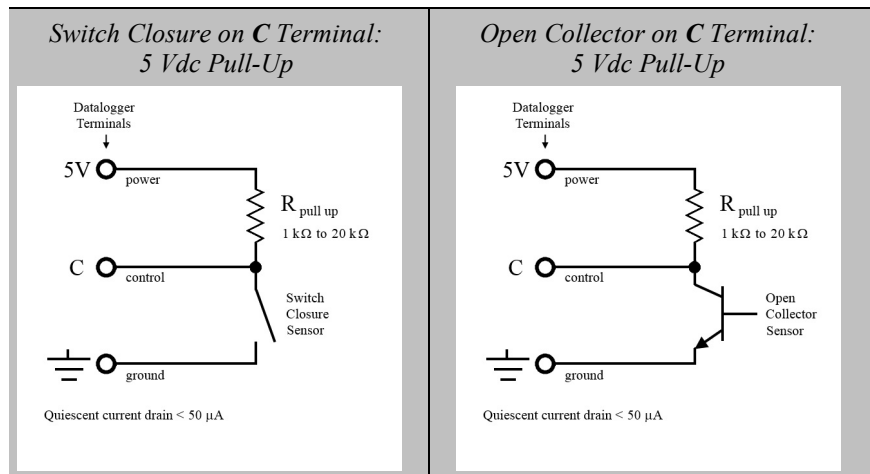 Switch Closure on C Terminal:
5 Vdc Pull-Up
Datalogger
Terminals
5V
power
R pull up
1 kΩ to 20 kΩ
C
control
Switch
Closure
Sensor
ground
Quiescent current drain < 50 µA
Open Collector on C Terminal:
5 Vdc Pull-Up
Datalogger
Terminals
5V
power
R pull up
1 kΩ to 20 kΩ
C
control
Open
Collector
Sensor
ground
Quiescent current drain < 50 µA